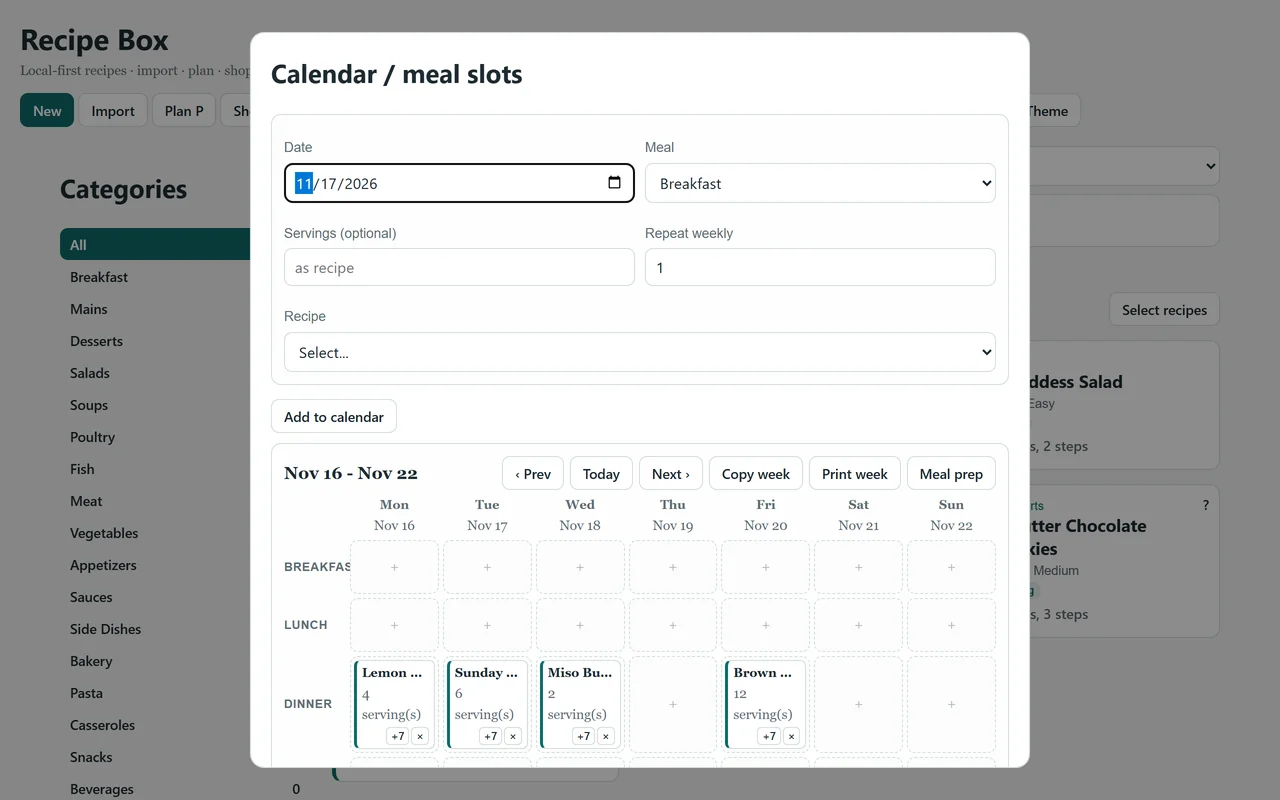 Recipe Box
Local-first recipes · import · plan · shop
New Import Plan P Sh Theme
Categories
All
Breakfast
Mains
Desserts
Salads
Soups
Poultry
Fish
Meat
Vegetables
Appetizers
Sauces
Side Dishes
Bakery
Pasta
Casseroles
Snacks
Beverages 0
Calendar / meal slots
Date Meal
11/17/2026 Breakfast
Servings (optional) Repeat weekly
as recipe 1
Recipe
Select...
Add to calendar
Nov 16 - Nov 22 ‹ Prev Today Next › Copy week Print week Meal prep
Mon Tue Wed Thu Fri Sat Sun
Nov 16 Nov 17 Nov 18 Nov 19 Nov 20 Nov 21 Nov 22
BREAKFAS + + + + + + +
LUNCH + + + + + + +
DINNER
Lemon ... Sunday ... Miso Bu... Brown ...
4 6 2 12
serving(s) serving(s) serving(s) + serving(s) + +
+7 × +7 × +7 × +7 ×
Select recipes
ddess Salad
Easy
s, 2 steps
rts ?
tter Chocolate
kies
Medium
g
s, 3 steps